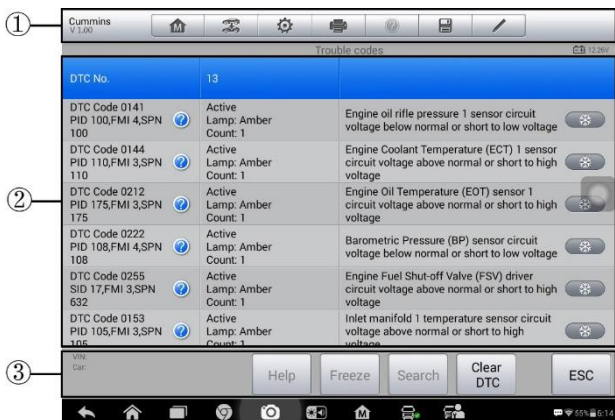 ①
Cummins
V 1.00
Trouble codes
12.26V
②
DTC No. 13
DTC Code 0141
PID 100,FMI 4,SPN
100
Active
Lamp: Amber
Count: 1
Engine oil rifle pressure 1 sensor circuit
voltage below normal or short to low voltage
DTC Code 0144
PID 110,FMI 3,SPN
110
Active
Lamp: Amber
Count: 1
Engine Coolant Temperature (ECT) 1 sensor
circuit voltage above normal or short to high
voltage
DTC Code 0212
PID 175,FMI 3,SPN
175
Active
Lamp: Amber
Count: 1
Engine Oil Temperature (EOT) sensor 1
circuit voltage above normal or short to high
voltage
DTC Code 0222
PID 108,FMI 4,SPN
108
Active
Lamp: Amber
Count: 1
Barometric Pressure (BP) sensor circuit
voltage below normal or short to low voltage
DTC Code 0255
SID 17,FMI 3,SPN
632
Active
Lamp: Amber
Count: 1
Engine Fuel Shut-off Valve (FSV) driver
circuit voltage above normal or short to high
voltage
DTC Code 0153
PID 105,FMI 3,SPN
105
Active
Lamp: Amber
Count: 1
Inlet manifold 1 temperature sensor circuit
voltage above normal or short to high
voltage
③
VIN:
Car:
Help
Freeze
Search
Clear
DTC
ESC
55%
5:14